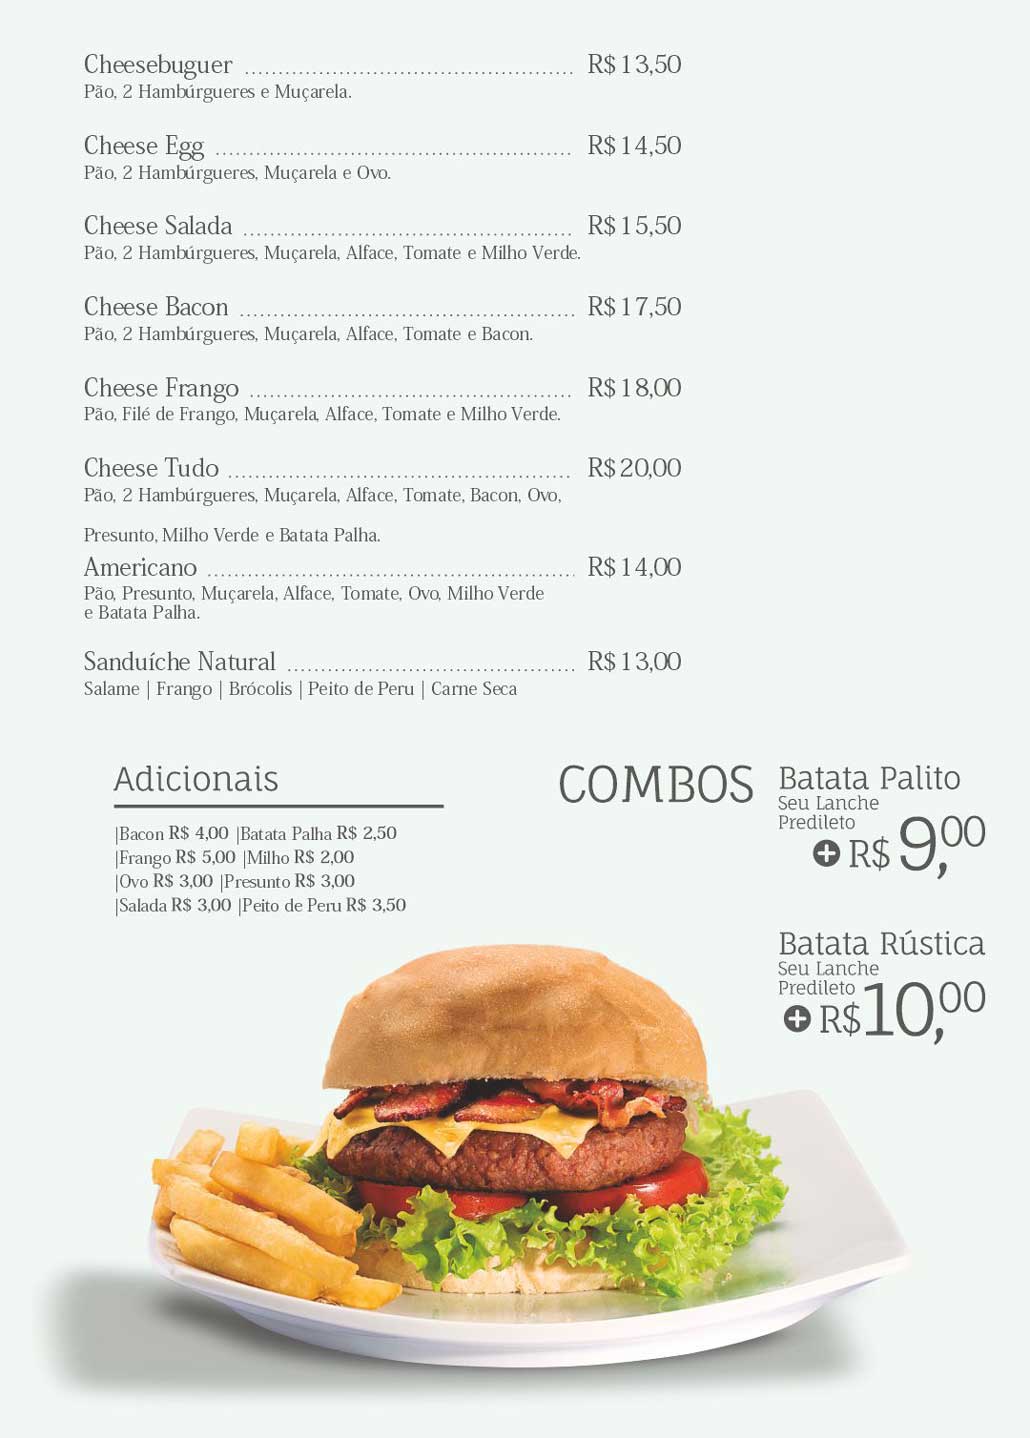 Cheesebuguer ........................................ R$ 13,50
Pão, 2 Hambúrgueres e Muçarela.
Cheese Egg ........................................ R$ 14,50
Pão, 2 Hambúrgueres, Muçarela e Ovo.
Cheese Salada ........................................ R$ 15,50
Pão, 2 Hambúrgueres, Muçarela, Alface, Tomate e Milho Verde.
Cheese Bacon ........................................ R$ 17,50
Pão, 2 Hambúrgueres, Muçarela, Alface, Tomate e Bacon.
Cheese Frango ........................................ R$ 18,00
Pão, Filé de Frango, Muçarela, Alface, Tomate e Milho Verde.
Cheese Tudo ........................................ R$ 20,00
Pão, 2 Hambúrgueres, Muçarela, Alface, Tomate, Bacon, Ovo,
Presunto, Milho Verde e Batata Palha.
Americano ........................................ R$ 14,00
Pão, Presunto, Muçarela, Alface, Tomate, Ovo, Milho Verde
e Batata Palha.
Sanduíche Natural ........................................ R$ 13,00
Salame | Frango | Brócolis | Peito de Peru | Carne Seca
Adicionais
|Bacon R$ 4,00 |Batata Palha R$ 2,50
|Frango R$ 5,00 |Milho R$ 2,00
|Ovo R$ 3,00 |Presunto R$ 3,00
|Salada R$ 3,00 |Peito de Peru R$ 3,50
COMBOS
Batata Palito
Seu Lanche
Predileto
+ R$ 9,00
Batata Rústica
Seu Lanche
Predileto
+ R$ 10,00